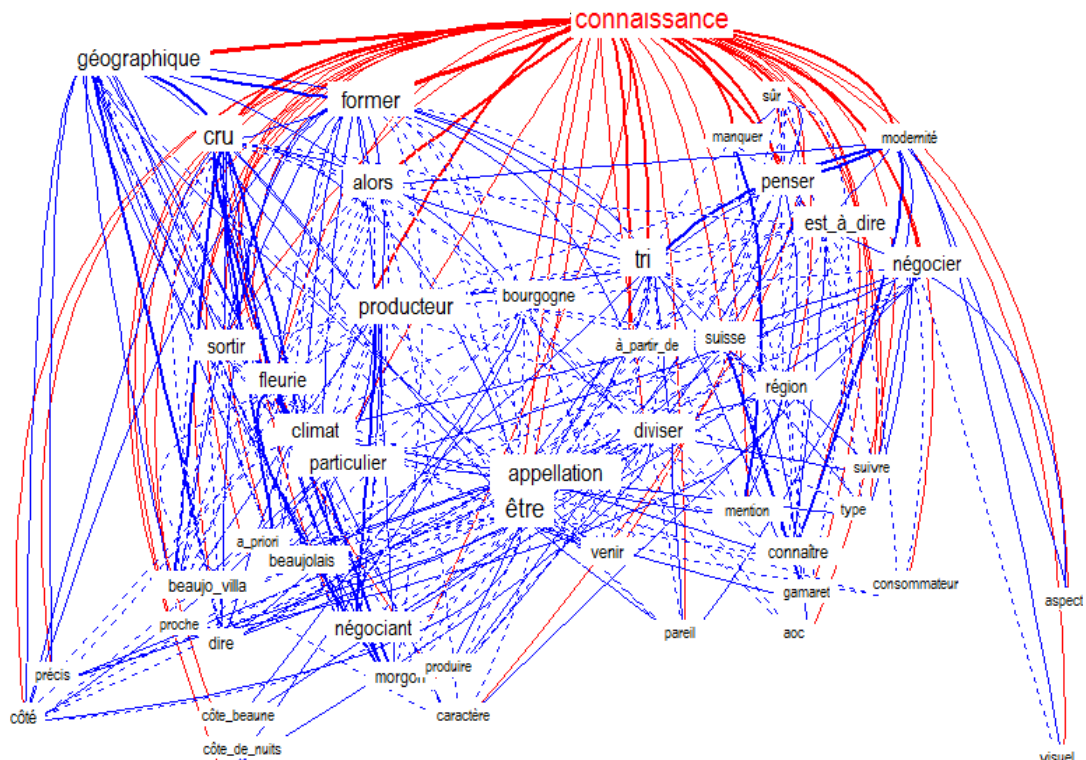 connaissance
géographique
former
sûr
cru
manquer
modernité
alors
penser
est_à_dire
tri
négocier
producteur
bourgogne
sortir
à_partir_de
suisse
fleurie
région
climat
diviser
particulier
appellation
suivre
être
mention
type
a_priori
beaujolais
venir
connaître
beaujo_villa
gamaret
consommateur
aspect
proche
négociant
dire
pareil
aoc
précis
morgon
produire
côté
côte_beaune
caractère
côte_de_nuits
visuel